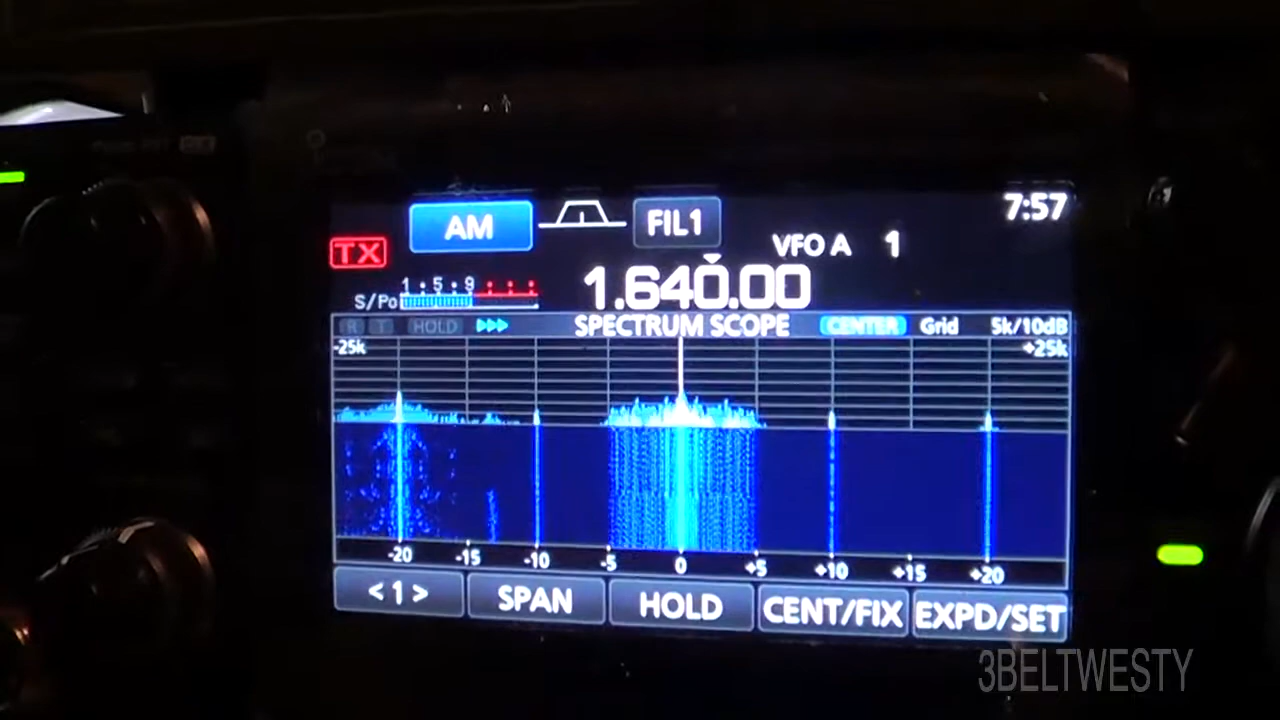 7:57
AM FIL1
TX VFO A 1
1 · 5 · 9
S/Po 1.640.00
R T HOLD SPECTRUM SCOPE CENTER Grid 5k/10dB
-25k +25k
-20 -15 -10 -5 0 +5 +10 +15 +20
<1> SPAN HOLD CENT/FIX EXPD/SET
3BELTWESTY